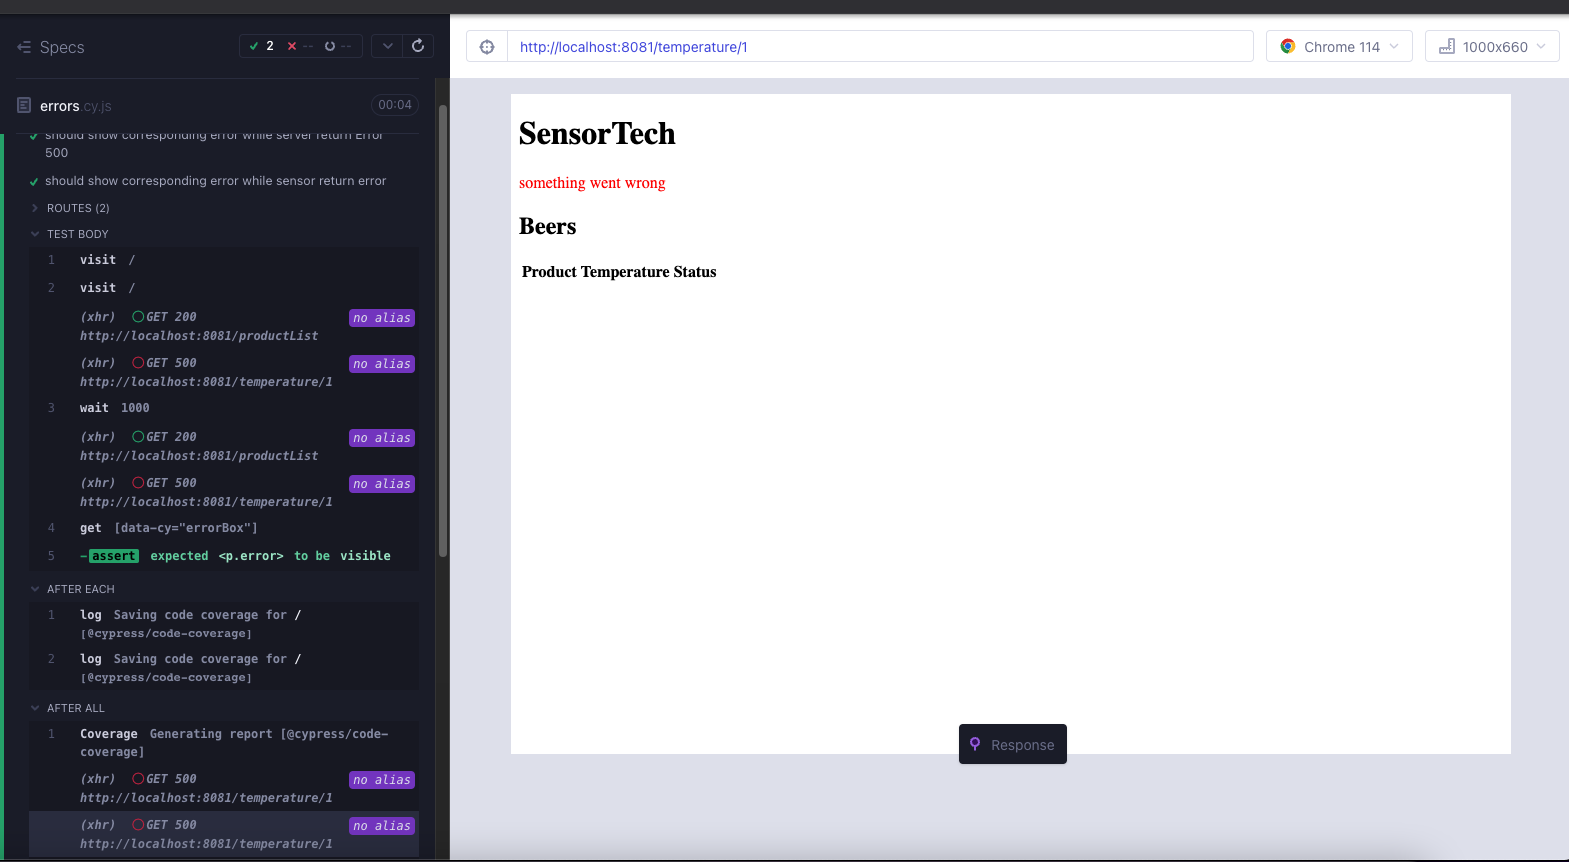 Specs
2 -- --
errors.cy.js 00:04
should show corresponding error while server return Error
500
should show corresponding error while sensor return error
ROUTES (2)
TEST BODY
1 visit /
2 visit /
(xhr) GET 200 no alias
http://localhost:8081/productList
(xhr) GET 500 no alias
http://localhost:8081/temperature/1
3 wait 1000
(xhr) GET 200 no alias
http://localhost:8081/productList
(xhr) GET 500 no alias
http://localhost:8081/temperature/1
4 get [data-cy="errorBox"]
5 -assert expected <p.error> to be visible
AFTER EACH
1 log Saving code coverage for /
[@cypress/code-coverage]
2 log Saving code coverage for /
[@cypress/code-coverage]
AFTER ALL
1 Coverage Generating report [@cypress/code-
coverage]
(xhr) GET 500 no alias
http://localhost:8081/temperature/1
(xhr) GET 500 no alias
http://localhost:8081/temperature/1
http://localhost:8081/temperature/1
Chrome 114
1000x660
SensorTech
something went wrong
Beers
Product Temperature Status
Response